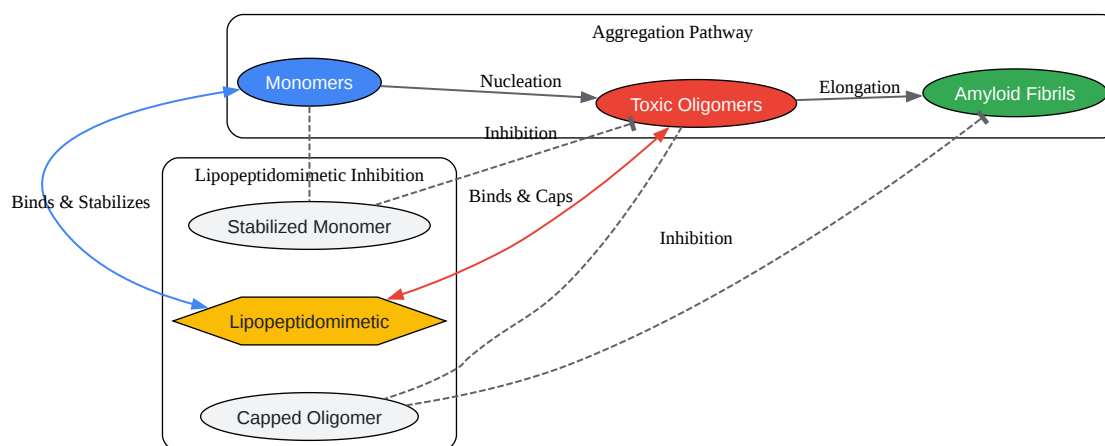 Aggregation Pathway
Monomers
Nucleation
Toxic Oligomers
Elongation
Amyloid Fibrils
Inhibition
Lipopeptidomimetic Inhibition
Binds & Stabilizes
Binds & Caps
Stabilized Monomer
Inhibition
Lipopeptidomimetic
Capped Oligomer